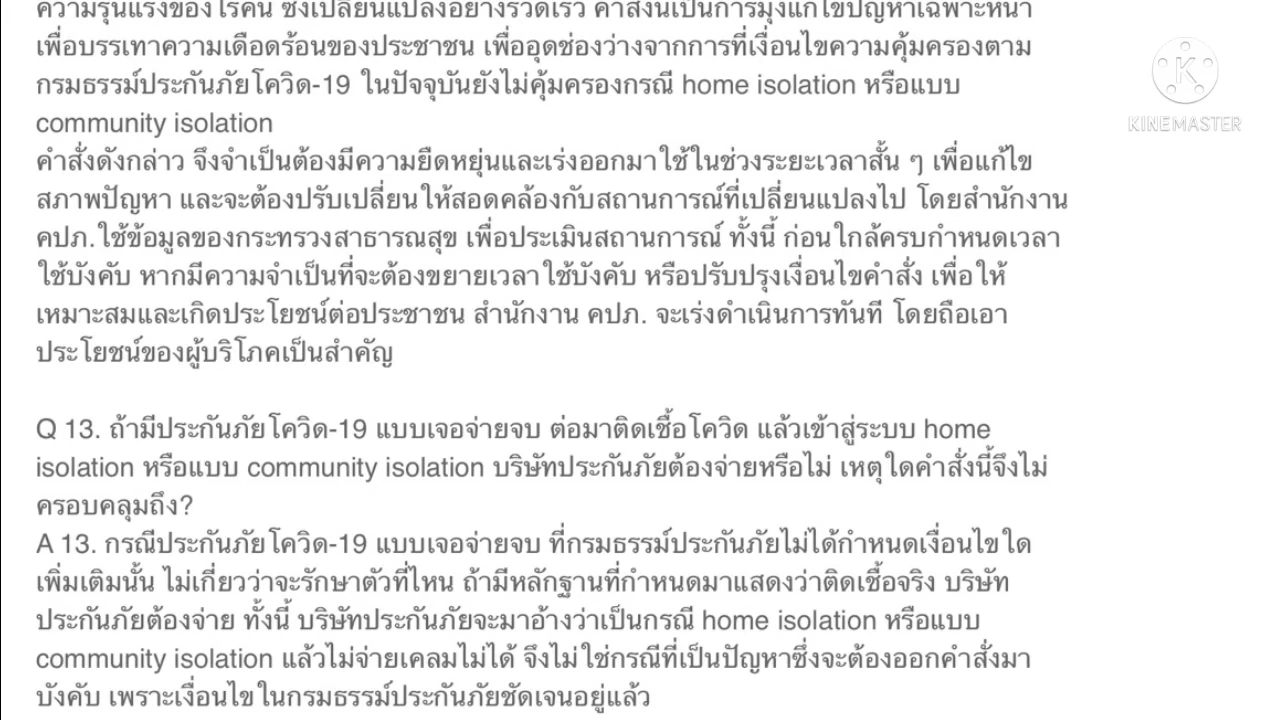 ความรุนแรงของโรคนี้ ซึ่งเปลี่ยนแปลงอย่างรวดเร็ว คำสั่งนี้เป็นการมุ่งแก้ไขปัญหาเฉพาะหน้า
เพื่อบรรเทาความเดือดร้อนของประชาชน เพื่ออุดช่องว่างจากการที่เงื่อนไขความคุ้มครองตาม
กรมธรรม์ประกันภัยโควิด-19 ในปัจจุบันยังไม่คุ้มครองกรณี home isolation หรือแบบ
community isolation
คำสั่งดังกล่าว จึงจำเป็นต้องมีความยืดหยุ่นและเร่งออกมาใช้ในช่วงระยะเวลาสั้น ๆ เพื่อแก้ไข
สภาพปัญหา และจะต้องปรับเปลี่ยนให้สอดคล้องกับสถานการณ์ที่เปลี่ยนแปลงไป โดยสำนักงาน
คปภ.ใช้ข้อมูลของกระทรวงสาธารณสุข เพื่อประเมินสถานการณ์ ทั้งนี้ ก่อนใกล้ครบกำหนดเวลา
ใช้บังคับ หากมีความจำเป็นที่จะต้องขยายเวลาใช้บังคับ หรือปรับปรุงเงื่อนไขคำสั่ง เพื่อให้
เหมาะสมและเกิดประโยชน์ต่อประชาชน สำนักงาน คปภ. จะเร่งดำเนินการทันที โดยถือเอา
ประโยชน์ของผู้บริโภคเป็นสำคัญ
Q 13. ถ้ามีประกันภัยโควิด-19 แบบเจอจ่ายจบ ต่อมาติดเชื้อโควิด แล้วเข้าสู่ระบบ home
isolation หรือแบบ community isolation บริษัทประกันภัยต้องจ่ายหรือไม่ เหตุใดคำสั่งนี้จึงไม่
ครอบคลุมถึง?
A 13. กรณีประกันภัยโควิด-19 แบบเจอจ่ายจบ ที่กรมธรรม์ประกันภัยไม่ได้กำหนดเงื่อนไขใด
เพิ่มเติมนั้น ไม่เกี่ยวว่าจะรักษาตัวที่ไหน ถ้ามีหลักฐานที่กำหนดมาแสดงว่าติดเชื้อจริง บริษัท
ประกันภัยต้องจ่าย ทั้งนี้ บริษัทประกันภัยจะมาอ้างว่าเป็นกรณี home isolation หรือแบบ
community isolation แล้วไม่จ่ายเคลมไม่ได้ จึงไม่ใช่กรณีที่เป็นปัญหาซึ่งจะต้องออกคำสั่งมา
บังคับ เพราะเงื่อนไขในกรมธรรม์ประกันภัยชัดเจนอยู่แล้ว
K
KINEMASTER